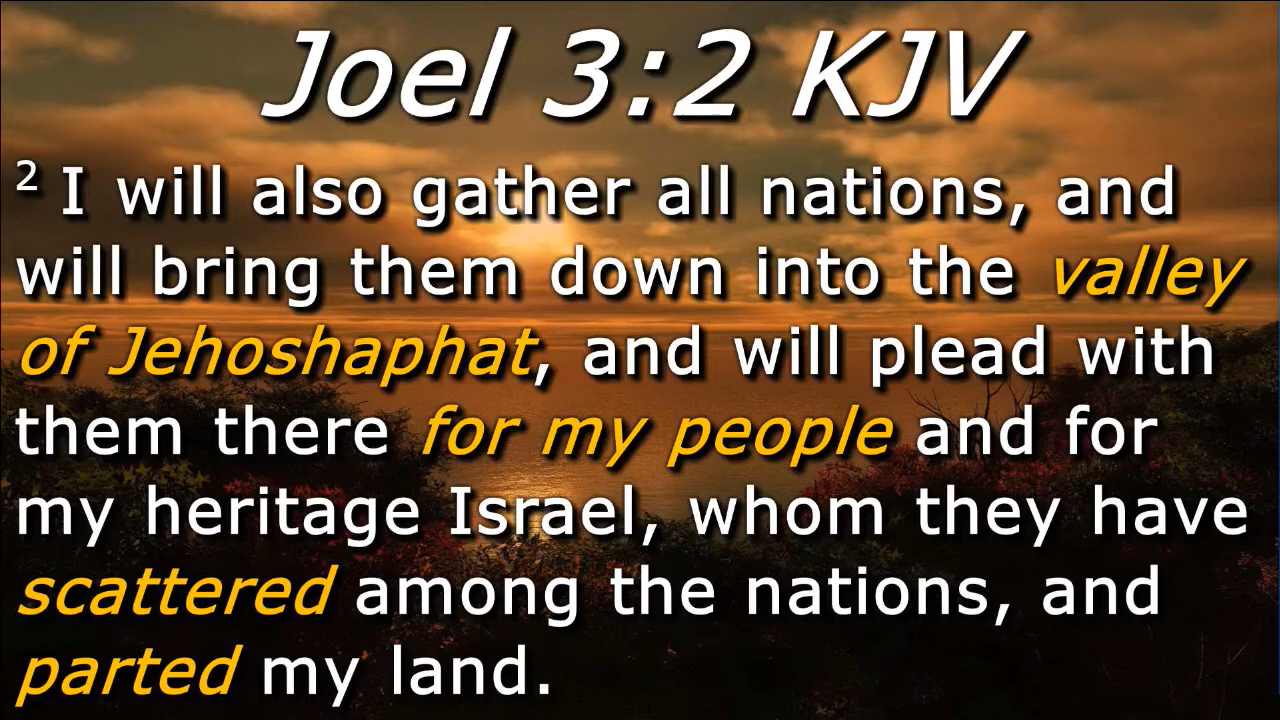 Joel 3:2 KJV
2 I will also gather all nations, and
will bring them down into the valley
of Jehoshaphat, and will plead with
them there for my people and for
my heritage Israel, whom they have
scattered among the nations, and
parted my land.